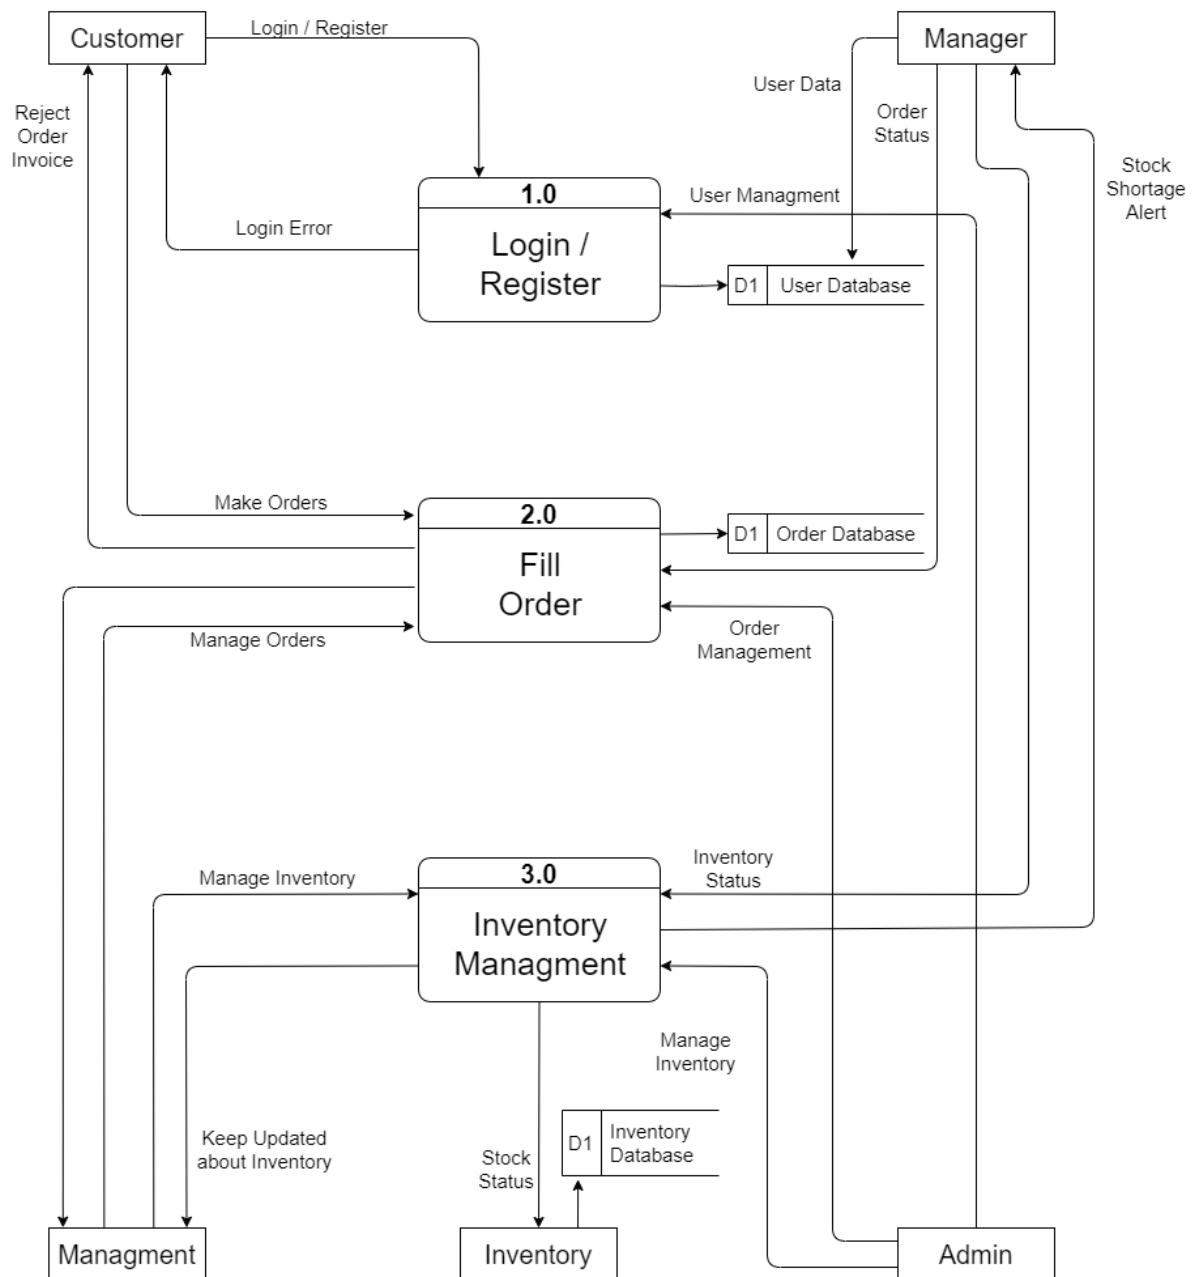 Customer
Login / Register
Manager
User Data
Reject
Order
Invoice
Order
Status
Stock
Shortage
Alert
1.0
Login /
Register
User Managment
Login Error
D1
User Database
Make Orders
2.0
Fill
Order
D1
Order Database
Manage Orders
Order
Management
3.0
Inventory
Managment
Manage Inventory
Inventory
Status
Manage
Inventory
Keep Updated
about Inventory
Stock
Status
D1
Inventory
Database
Managment
Inventory
Admin